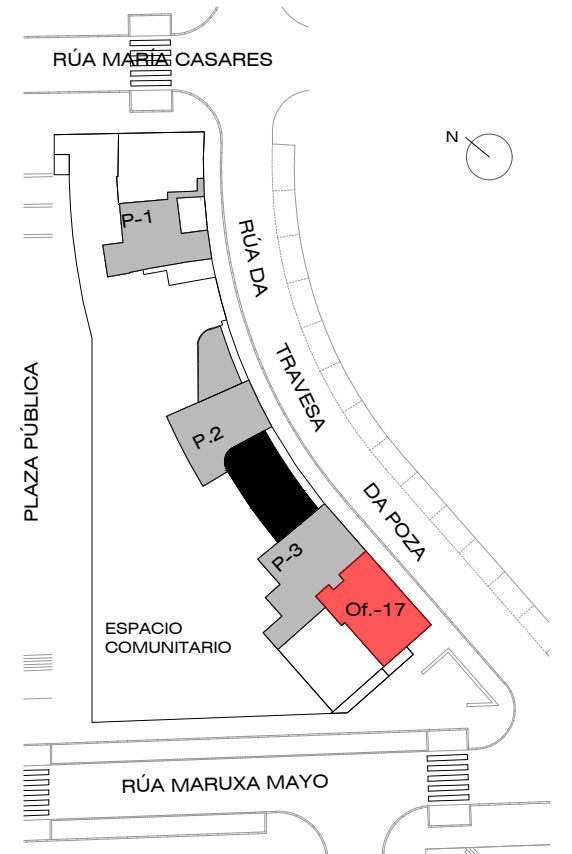 RÚA MARÍA CASARES
N
P-1
RÚA DA
TRAVESA
DA POZA
PLAZA PÚBLICA
P.2
P-3
Of.-17
ESPACIO
COMUNITARIO
RÚA MARUXA MAYO